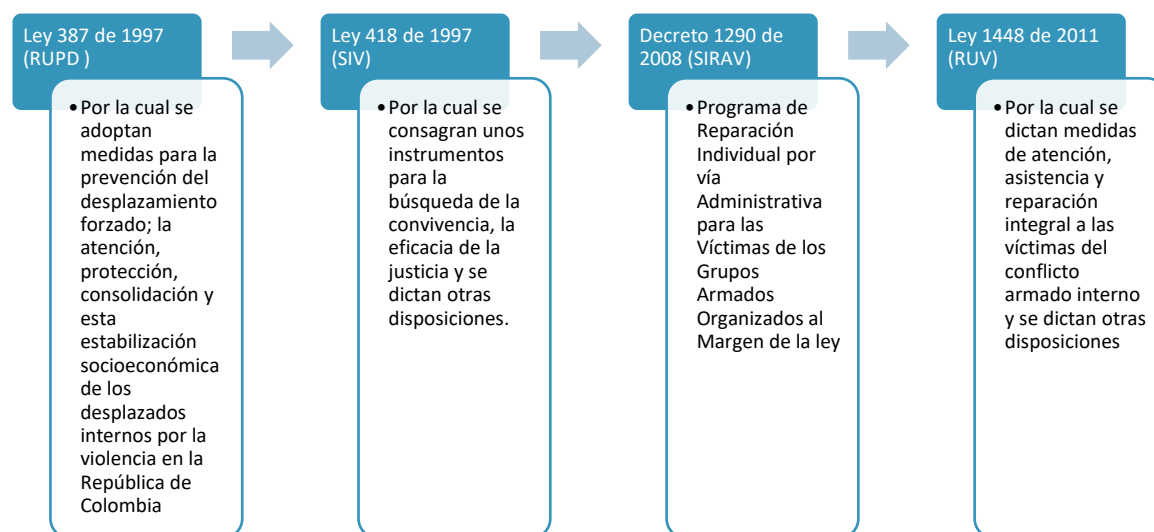 Ley 387 de 1997
(RUPD )
•Por la cual se
adoptan
medidas para la
prevención del
desplazamiento
forzado; la
atención,
protección,
consolidación y
esta
estabilización
socioeconómica
de los
desplazados
internos por la
violencia en la
República de
Colombia
Ley 418 de 1997
(SIV)
•Por la cual se
consagran unos
instrumentos
para la
búsqueda de la
convivencia, la
eficacia de la
justicia y se
dictan otras
disposiciones.
Decreto 1290 de
2008 (SIRAV)
•Programa de
Reparación
Individual por
vía
Administrativa
para las
Víctimas de los
Grupos
Armados
Organizados al
Margen de la ley
Ley 1448 de 2011
(RUV)
•Por la cual se
dictan medidas
de atención,
asistencia y
reparación
integral a las
víctimas del
conflicto
armado interno
y se dictan otras
disposiciones